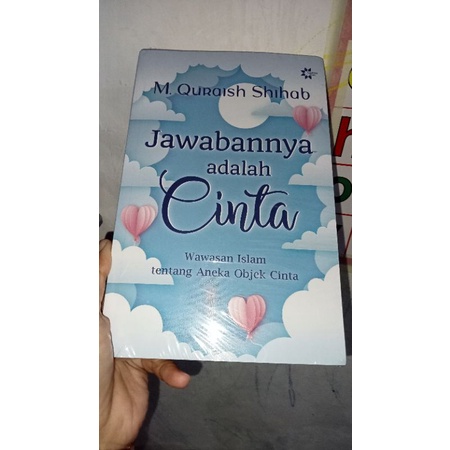 M. Quraish Shihab
Jawabannya
adalah
Cinta
Wawasan Islam
tentang Aneka Objek Cinta